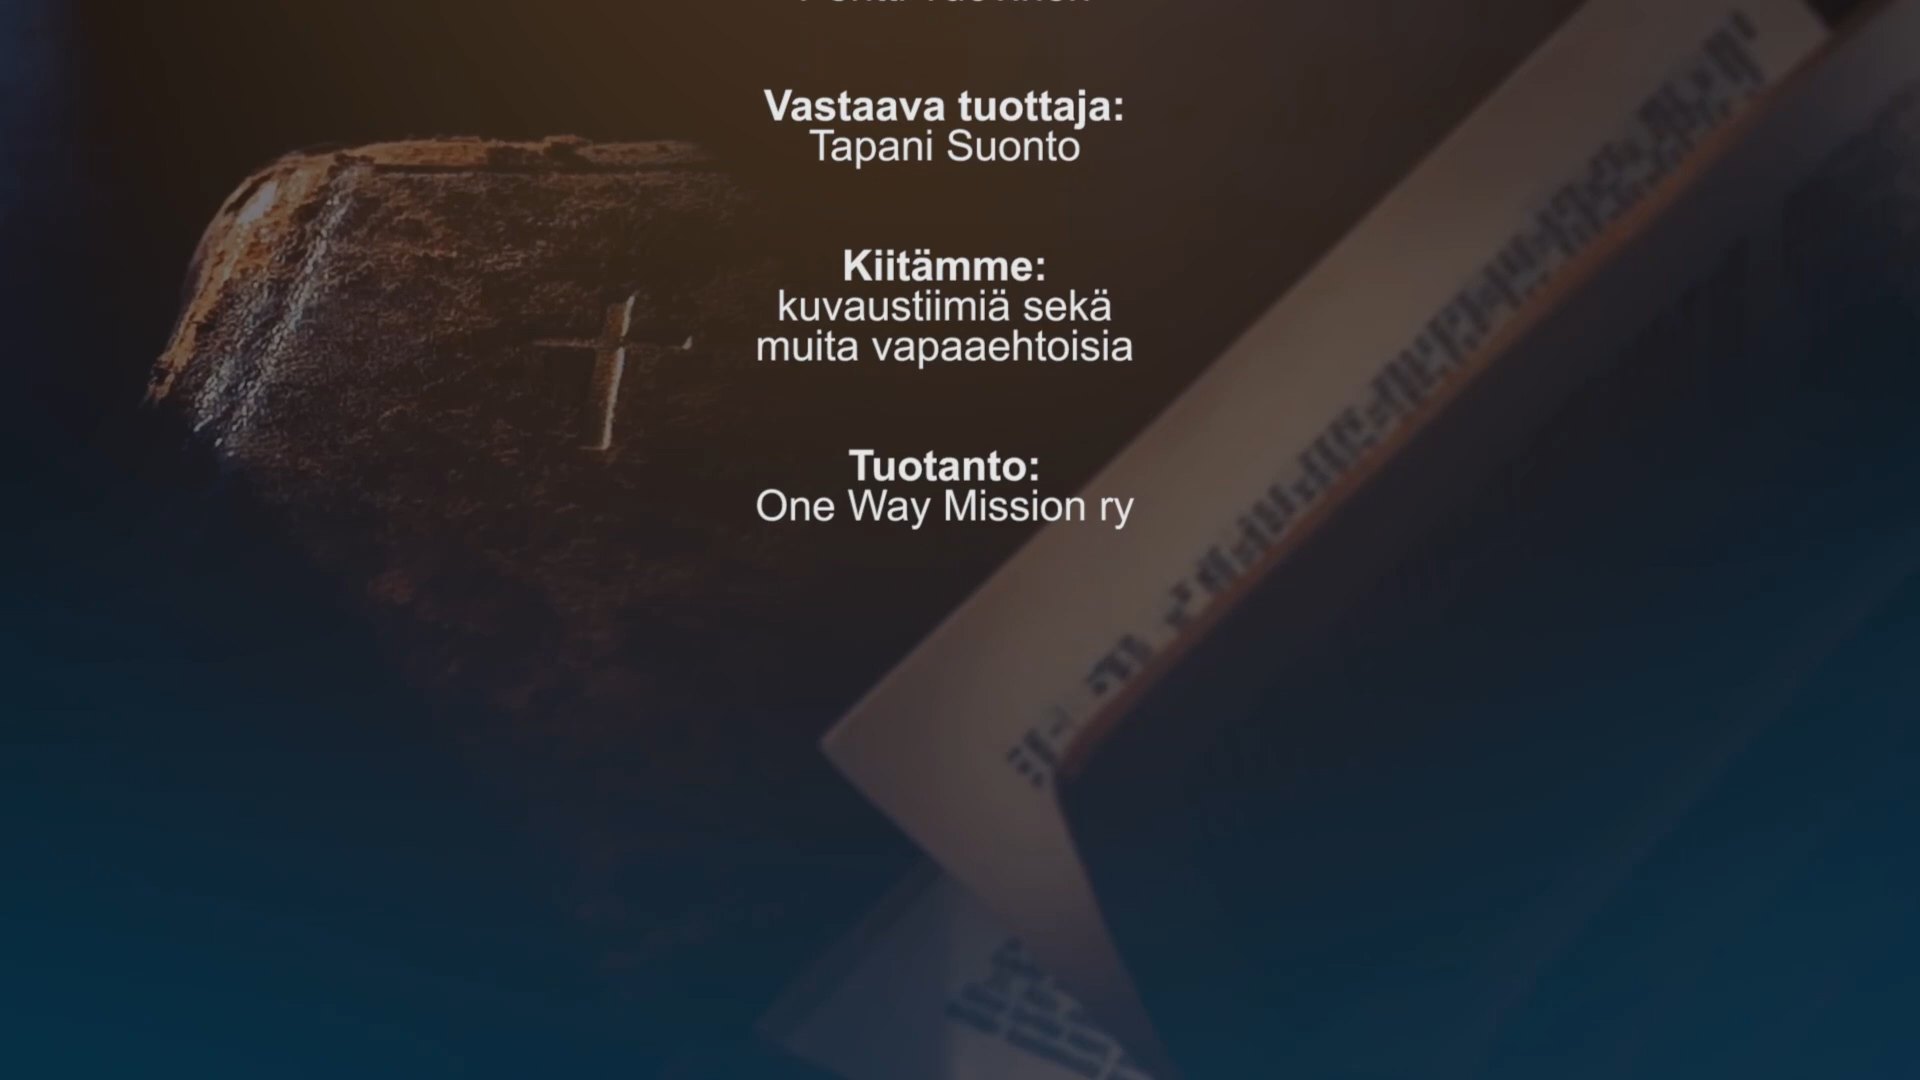 Vastaava tuottaja:
Tapani Suonto
Kiitämme:
kuvaustiimiä sekä
muita vapaaehtoisia
Tuotanto:
One Way Mission ry